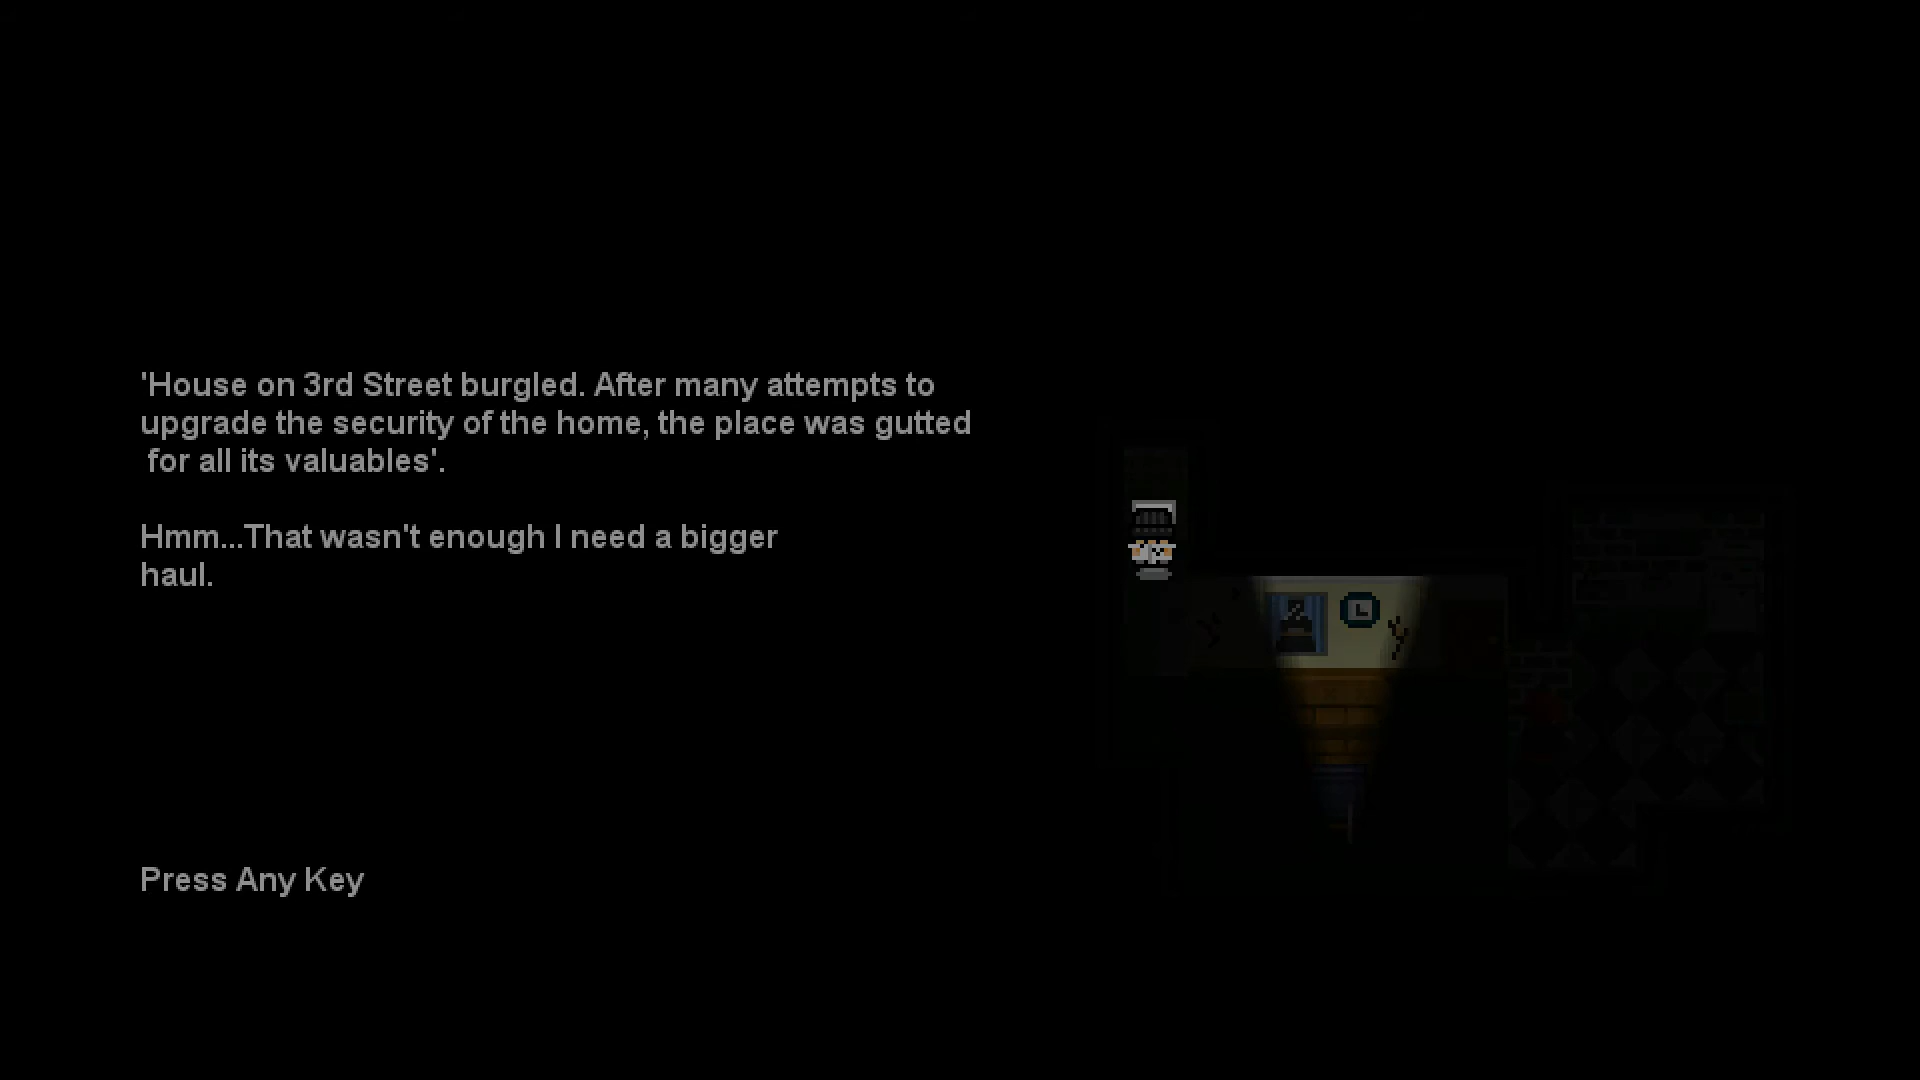 'House on 3rd Street burgled. After many attempts to
upgrade the security of the home, the place was gutted
for all its valuables'.
Hmm...That wasn't enough I need a bigger
haul.
Press Any Key